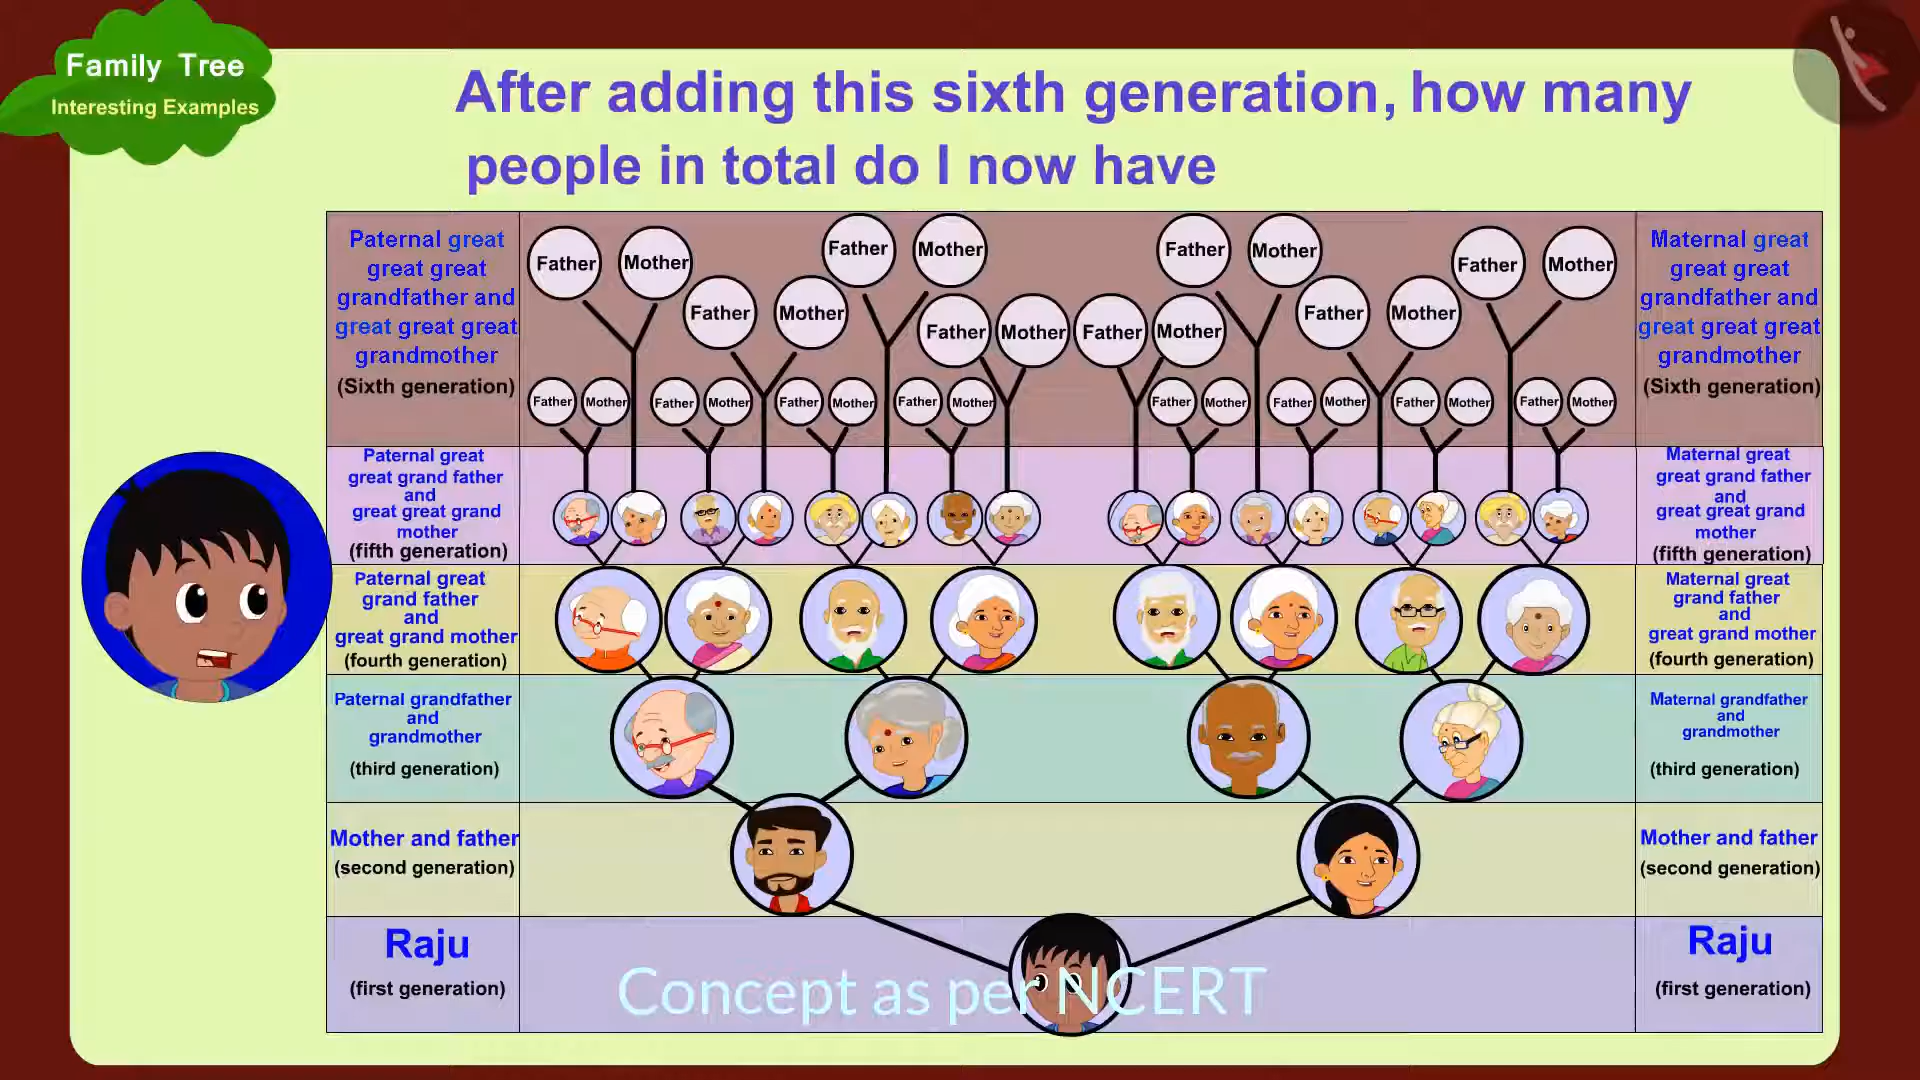 Family Tree
Interesting Examples
After adding this sixth generation, how many
people in total do I now have
Paternal great
great great
grandfather and
great great great
grandmother
(Sixth generation)
Father
Mother
Father
Mother
Father
Mother
Father
Mother
Father
Mother
Father
Mother
Father
Mother
Father
Mother
Father
Mother
Father
Mother
Father
Mother
Father
Mother
Father
Mother
Father
Mother
Father
Mother
Father
Mother
Maternal great
great great
grandfather and
great great great
grandmother
(Sixth generation)
Paternal great
great grand father
and
great great grand
mother
(fifth generation)
Maternal great
great grand father
and
great great grand
mother
(fifth generation)
Paternal great
grand father
and
great grand mother
(fourth generation)
Maternal great
grand father
and
great grand mother
(fourth generation)
Paternal grandfather
and
grandmother
(third generation)
Maternal grandfather
and
grandmother
(third generation)
Mother and father
(second generation)
Mother and father
(second generation)
Raju
(first generation)
Raju
(first generation)
Concept as per NCERT